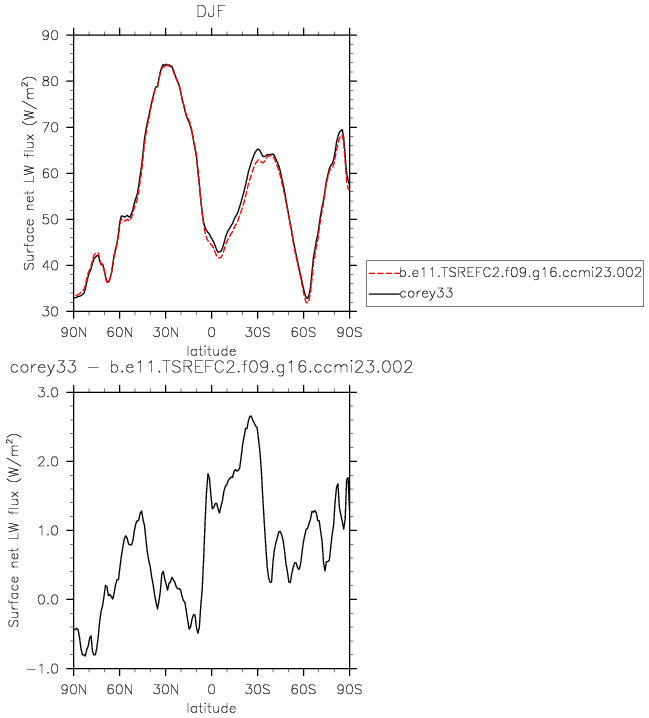 DJF
90
80
70
60
50
40
30
Surface net LW flux (W/m²)
90N 60N 30N 0 30S 60S 90S
latitude
b.e11.TSREFC2.f09.g16.ccmi23.002
corey33
corey33 − b.e11.TSREFC2.f09.g16.ccmi23.002
3.0
2.0
1.0
0.0
−1.0
Surface net LW flux (W/m²)
90N 60N 30N 0 30S 60S 90S
latitude